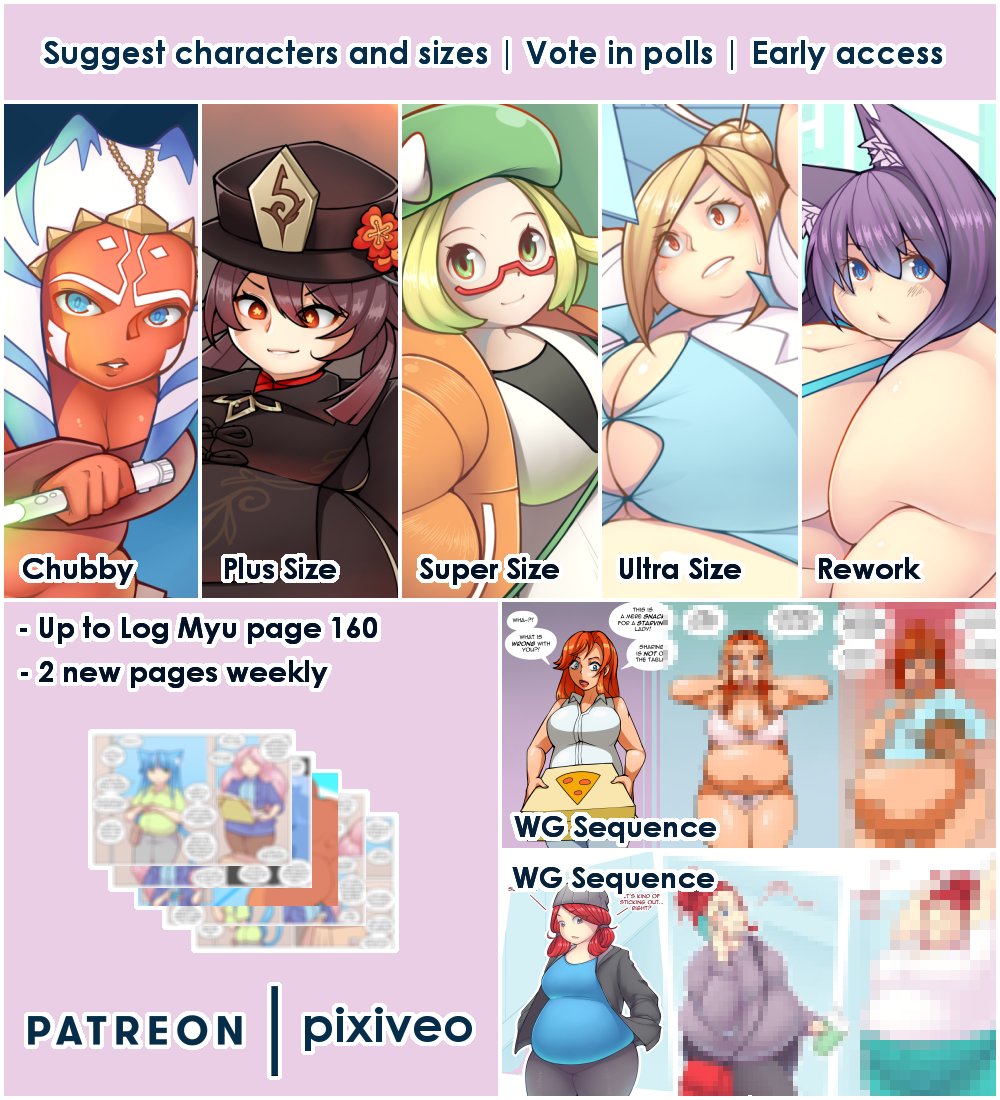 Suggest characters and sizes | Vote in polls | Early access
Chubby
Plus Size
Super Size
Ultra Size
Rework
- Up to Log Myu page 160
- 2 new pages weekly
WHA-?!
WHAT IS
WRONG WITH
YOU?!
THIS IS
A MERE SNACK
FOR A STARVING
LADY!
SHARING
IS NOT
THE TABLE
WG Sequence
WG Sequence
IT'S KIND OF
STICKING OUT...
RIGHT?
PATREON | pixiveo